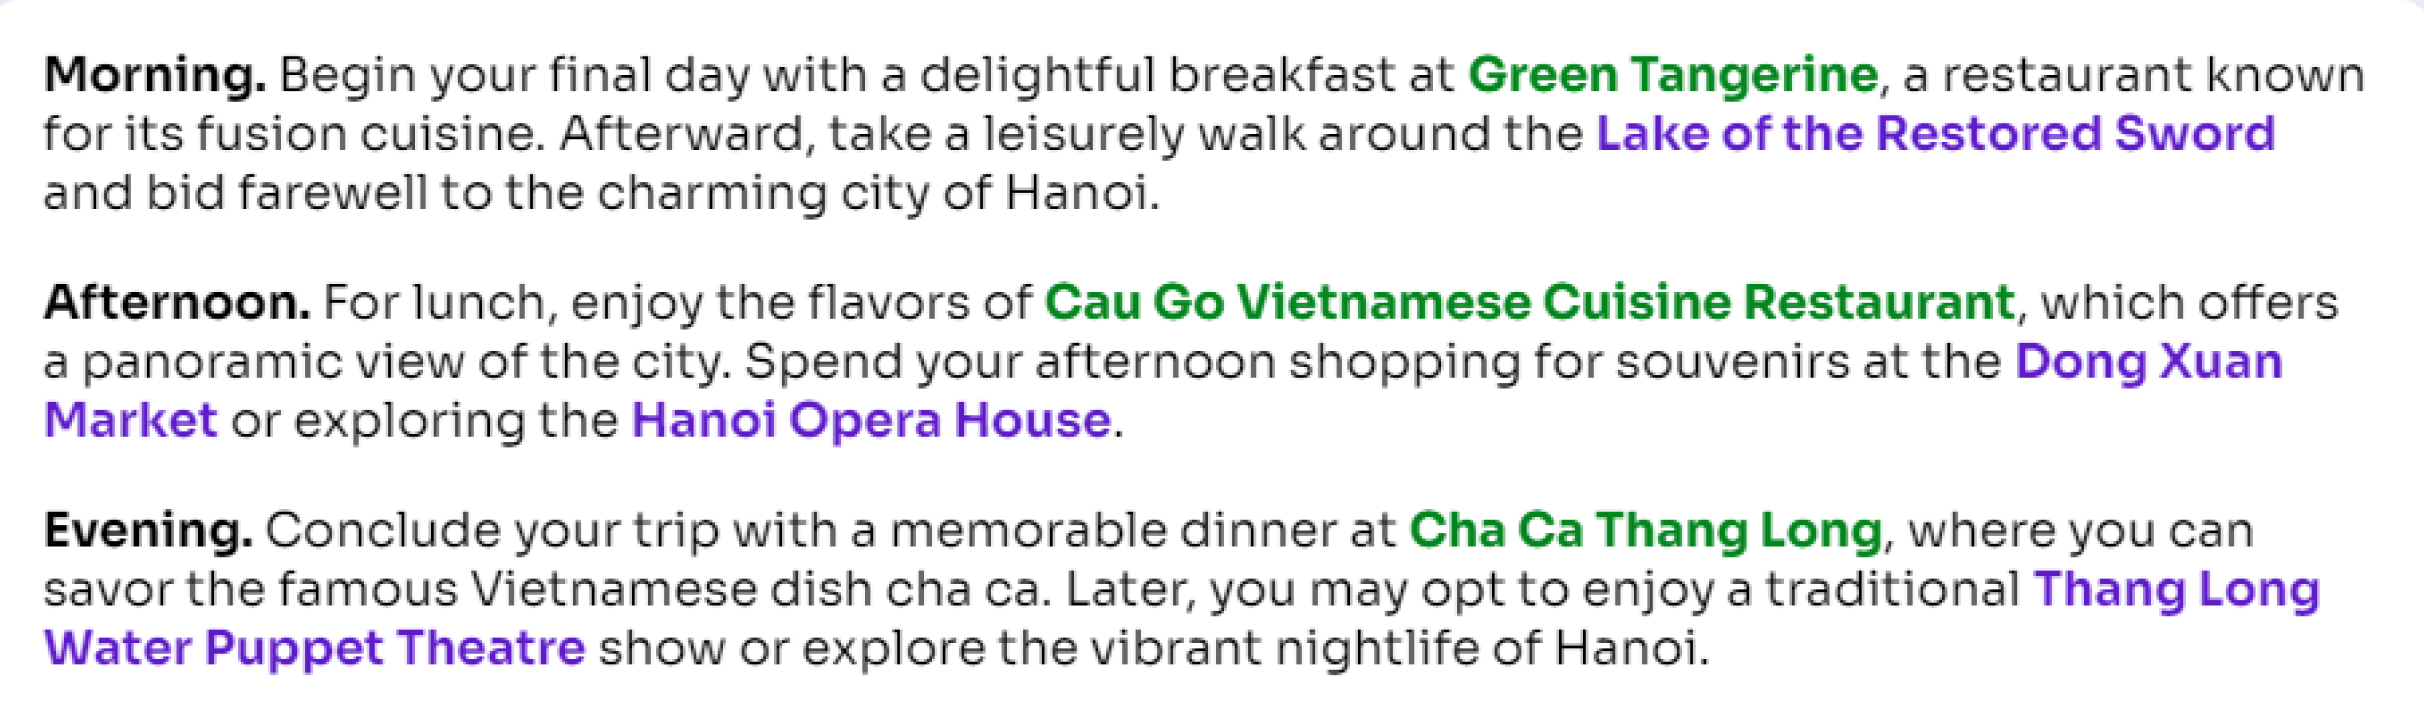 Morning. Begin your final day with a delightful breakfast at Green Tangerine, a restaurant known
for its fusion cuisine. Afterward, take a leisurely walk around the Lake of the Restored Sword
and bid farewell to the charming city of Hanoi.
Afternoon. For lunch, enjoy the flavors of Cau Go Vietnamese Cuisine Restaurant, which offers
a panoramic view of the city. Spend your afternoon shopping for souvenirs at the Dong Xuan
Market or exploring the Hanoi Opera House.
Evening. Conclude your trip with a memorable dinner at Cha Ca Thang Long, where you can
savor the famous Vietnamese dish cha ca. Later, you may opt to enjoy a traditional Thang Long
Water Puppet Theatre show or explore the vibrant nightlife of Hanoi.